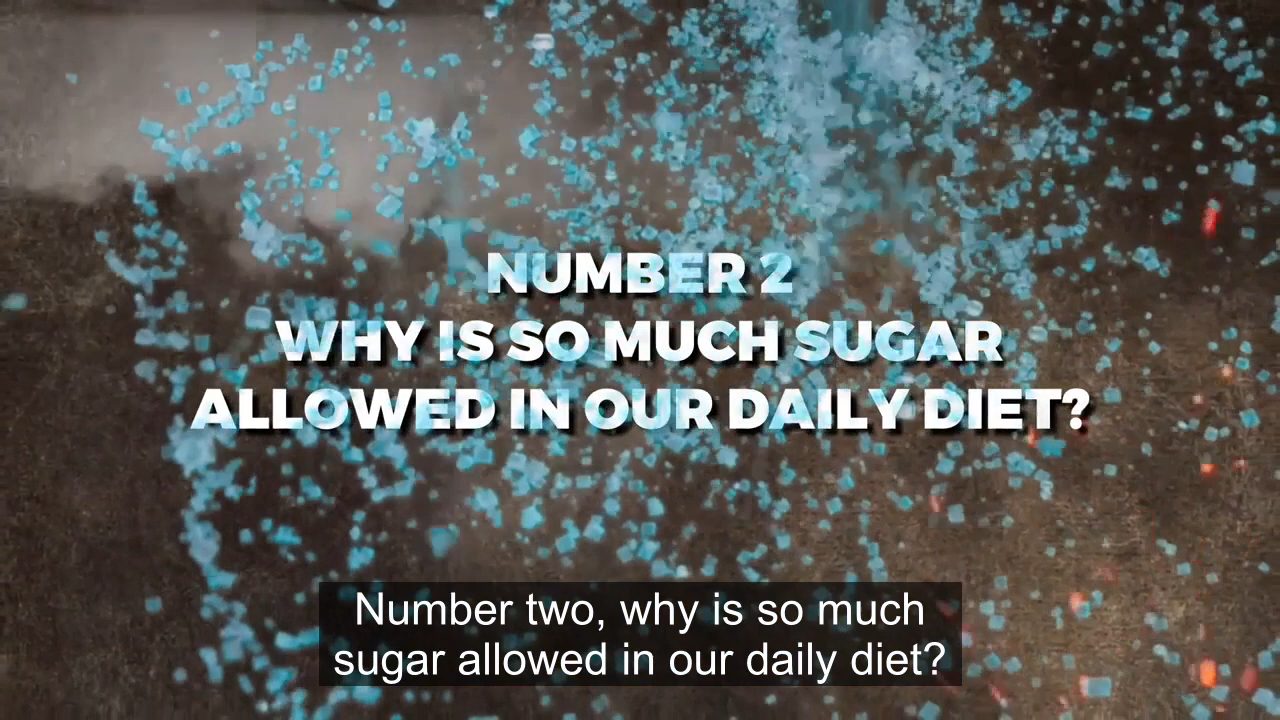 NUMBER 2
WHY IS SO MUCH SUGAR
ALLOWED IN OUR DAILY DIET?
Number two, why is so much
sugar allowed in our daily diet?